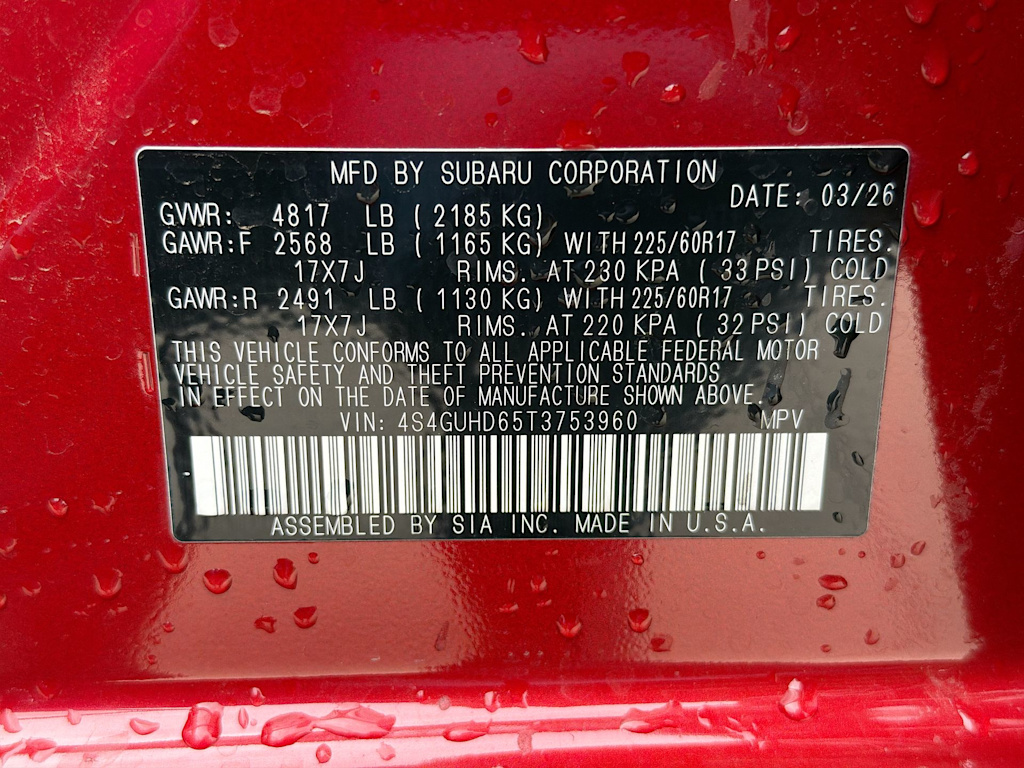 MFD BY SUBARU CORPORATION
DATE: 03/26
GVWR: 4817 LB (2185 KG)
GAWR:F 2568 LB (1165 KG) WITH 225/60R17 TIRES.
17X7J RIMS. AT 230 KPA (33 PSI) COLD
GAWR:R 2491 LB (1130 KG) WITH 225/60R17 TIRES.
17X7J RIMS. AT 220 KPA (32 PSI) COLD
THIS VEHICLE CONFORMS TO ALL APPLICABLE FEDERAL MOTOR
VEHICLE SAFETY AND THEFT PREVENTION STANDARDS
IN EFFECT ON THE DATE OF MANUFACTURE SHOWN ABOVE.
VIN: 4S4GUHD65T3753960 MPV
ASSEMBLED BY SIA INC. MADE IN U.S.A.